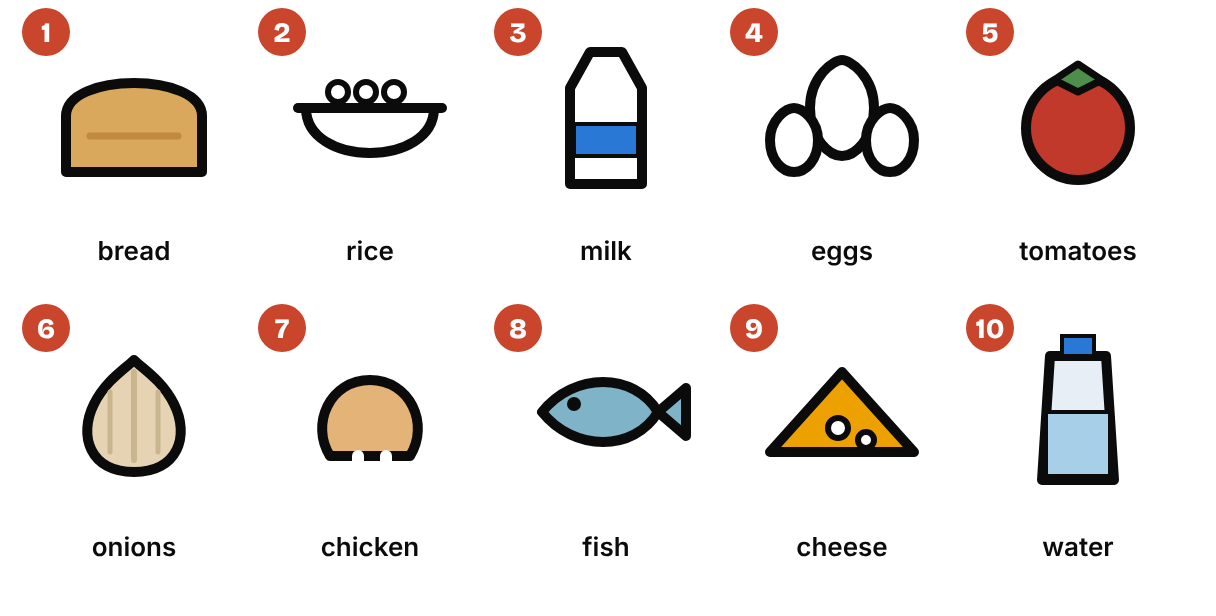 1 2 3 4 5
bread rice milk eggs tomatoes
6 7 8 9 10
onions chicken fish cheese water